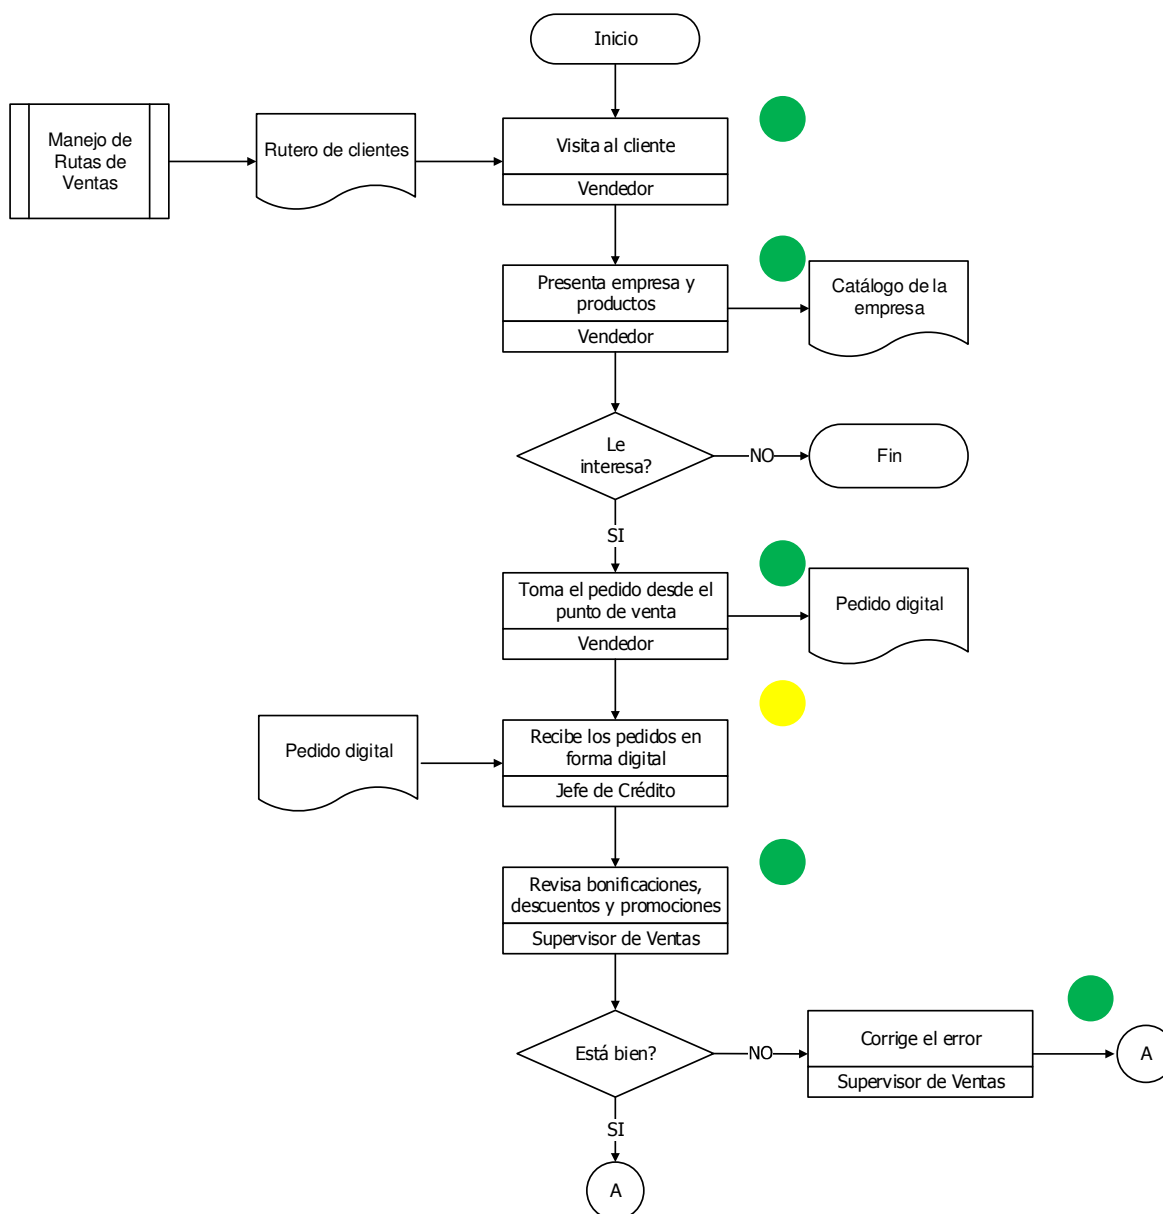 Inicio
Manejo de
Rutas de
Ventas
Rutero de clientes
Visita al cliente
Vendedor
Presenta empresa y
productos
Vendedor
Catálogo de la
empresa
Le
interesa?
NO
Fin
SI
Toma el pedido desde el
punto de venta
Vendedor
Pedido digital
Pedido digital
Recibe los pedidos en
forma digital
Jefe de Crédito
Revisa bonificaciones,
descuentos y promociones
Supervisor de Ventas
Está bien?
NO
Corrige el error
Supervisor de Ventas
A
SI
A